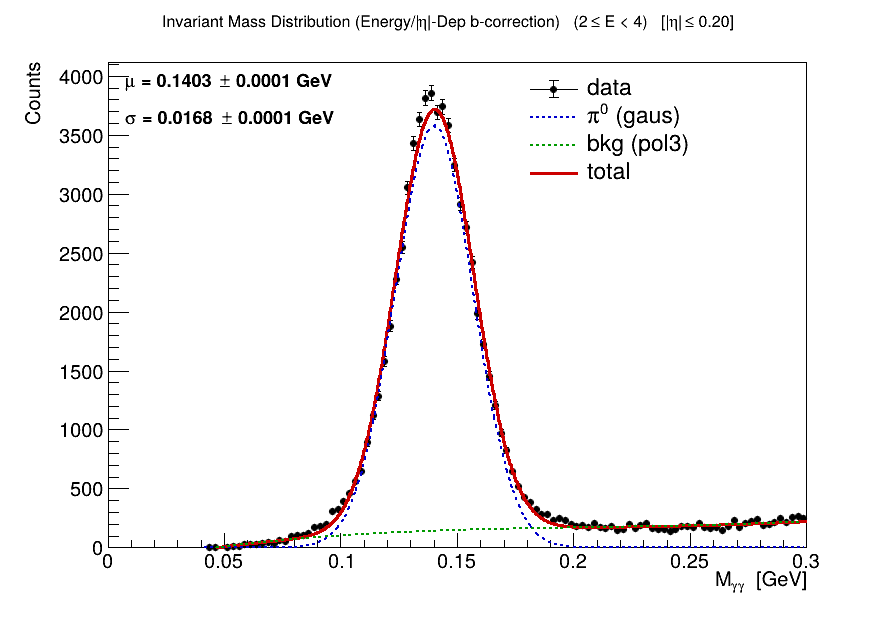 Invariant Mass Distribution (Energy/|η|-Dep b-correction) (2 ≤ E < 4) [|η| ≤ 0.20]
Counts
μ = 0.1403 ± 0.0001 GeV
σ = 0.0168 ± 0.0001 GeV
data
π⁰ (gaus)
bkg (pol3)
total
4000
3500
3000
2500
2000
1500
1000
500
0
0 0.05 0.1 0.15 0.2 0.25 0.3
M_γγ [GeV]